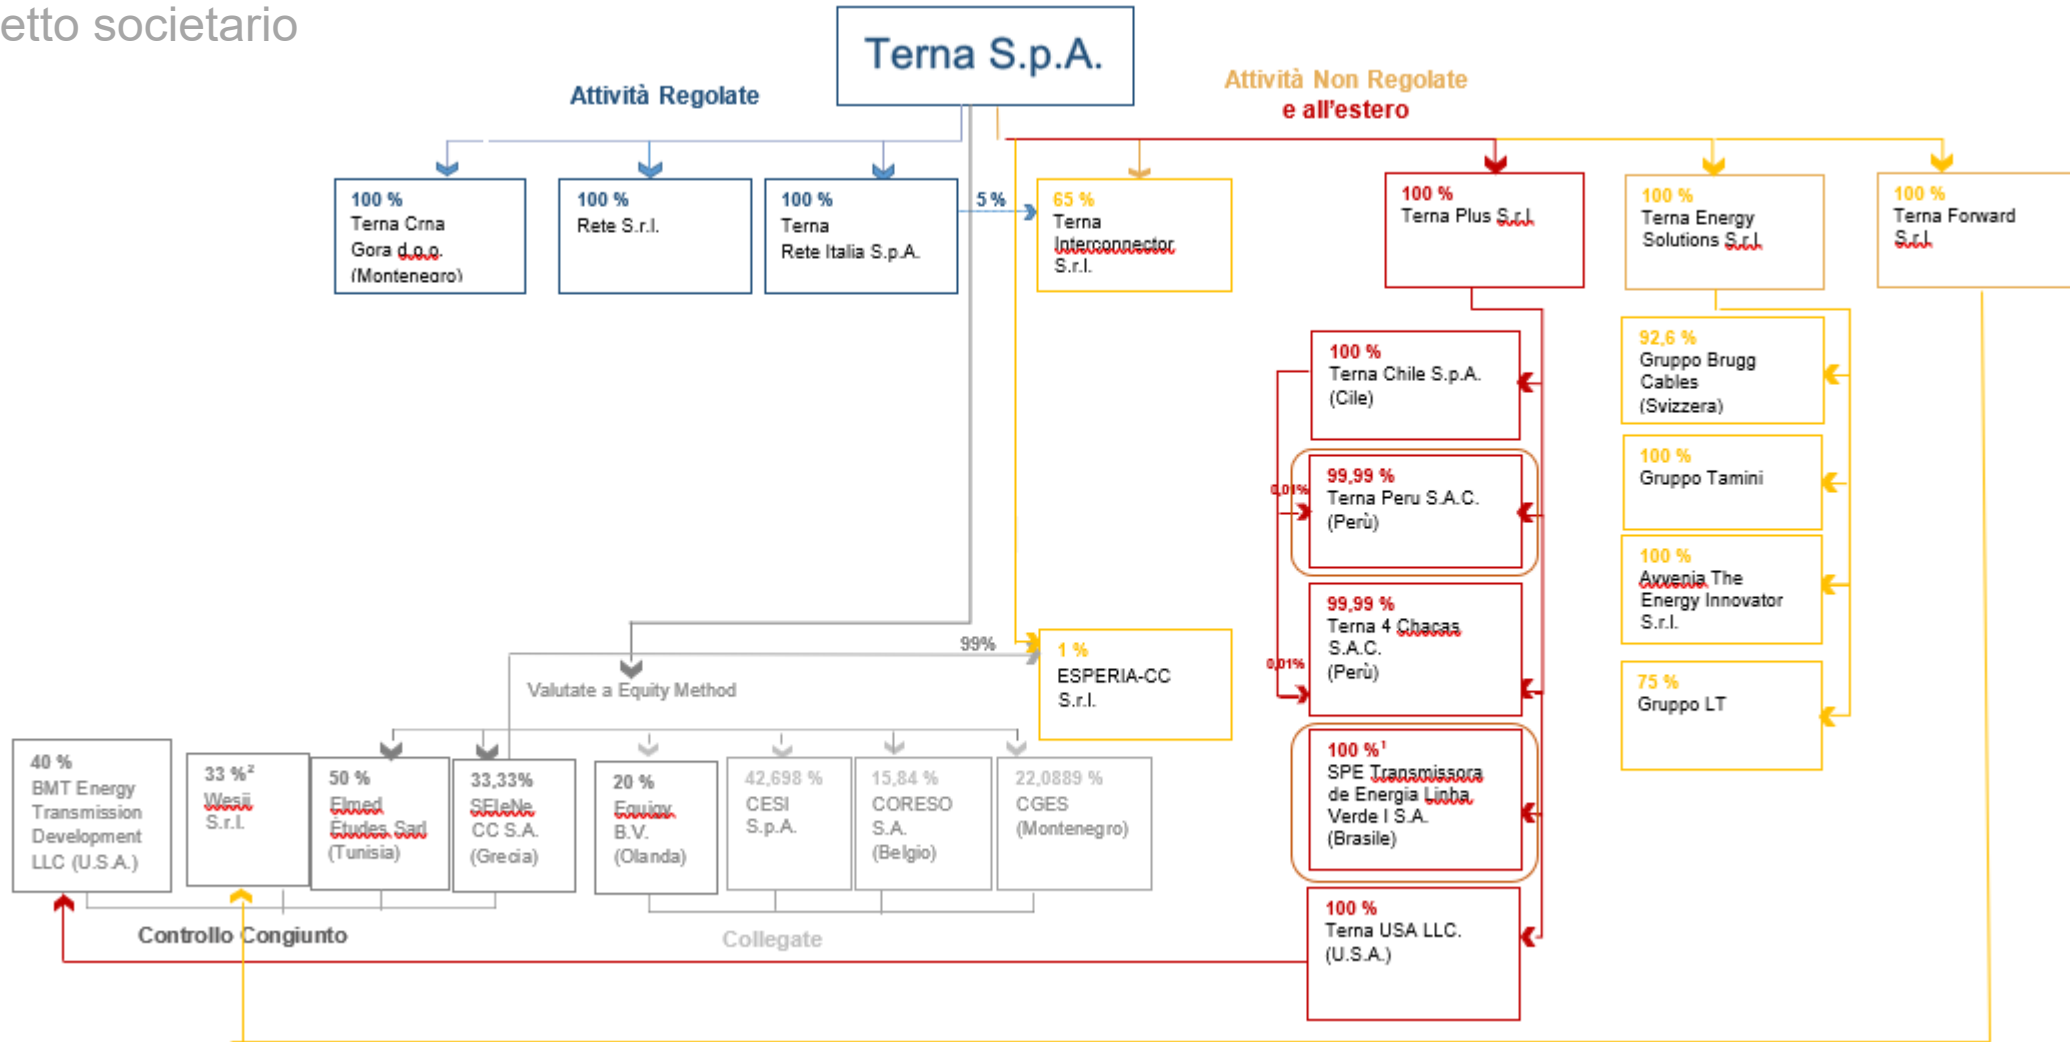 etto societario
Terna S.p.A.
Attività Regolate
Attività Non Regolate
e all'estero
100 %
Terna Crna
Gora d.o.o.
(Montenegro)
100 %
Rete S.r.l.
100 %
Terna
Rete Italia S.p.A.
5 %
65 %
Terna
Interconnector
S.r.l.
100 %
Terna Plus S.r.l.
100 %
Terna Energy
Solutions S.r.l.
100 %
Terna Forward
S.r.l.
100 %
Terna Chile S.p.A.
(Cile)
0,01%
99,99 %
Terna Peru S.A.C.
(Perù)
99,99 %
Terna 4 Chacas
S.A.C.
(Perù)
0,01%
100 %¹
SPE Transmissora
de Energia Linha
Verde I S.A.
(Brasile)
100 %
Terna USA LLC.
(U.S.A.)
92,6 %
Gruppo Brugg
Cables
(Svizzera)
100 %
Gruppo Tamini
100 %
Avvenia The
Energy Innovator
S.r.l.
75 %
Gruppo LT
99%
1 %
ESPERIA-CC
S.r.l.
Valutate a Equity Method
40 %
BMT Energy
Transmission
Development
LLC (U.S.A.)
33 %²
Wesii
S.r.l.
50 %
Elmed
Études Sarl
(Tunisia)
33,33%
SEleNe
CC S.A.
(Grecia)
20 %
Equigy
B.V.
(Olanda)
42,698 %
CESI
S.p.A.
15,84 %
CORESO
S.A.
(Belgio)
22,0889 %
CGES
(Montenegro)
Controllo Congiunto
Collegate